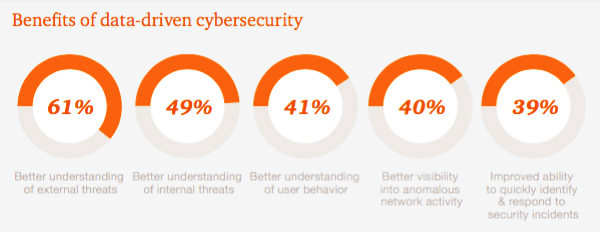 Benefits of data-driven cybersecurity
61%
49%
41%
40%
39%
Better understanding
of external threats
Better understanding
of internal threats
Better understanding
of user behavior
Better visibility
into anomalous
network activity
Improved ability
to quickly identify
& respond to
security incidents